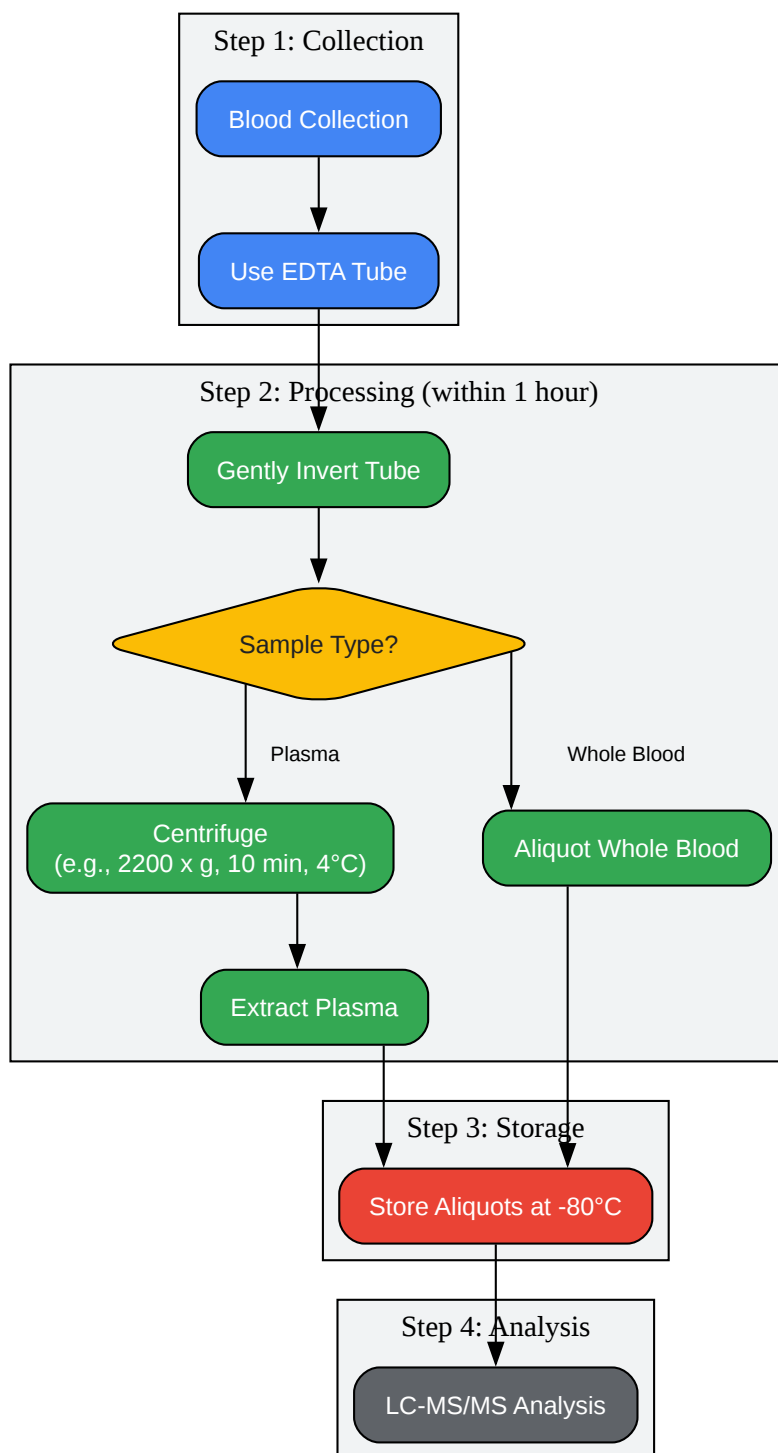 Step 1: Collection
Blood Collection
Use EDTA Tube
Step 2: Processing (within 1 hour)
Gently Invert Tube
Sample Type?
Plasma
Whole Blood
Centrifuge
(e.g., 2200 x g, 10 min, 4°C)
Aliquot Whole Blood
Extract Plasma
Step 3: Storage
Store Aliquots at -80°C
Step 4: Analysis
LC-MS/MS Analysis